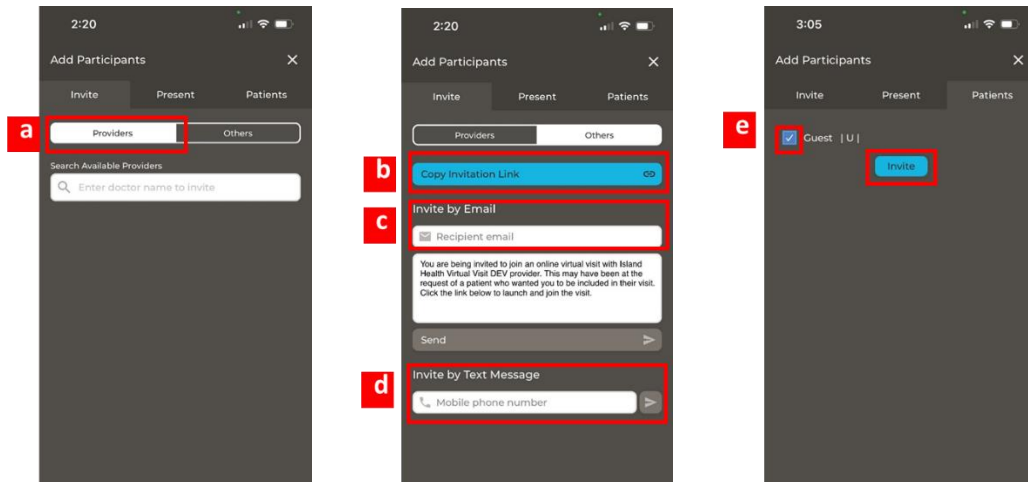 2:20
Add Participants
Invite Present Patients
a
Providers Others
Search Available Providers
Enter doctor name to invite
2:20
Add Participants
Invite Present Patients
Providers Others
b
Copy Invitation Link
c
Invite by Email
Recipient email
You are being invited to join an online virtual visit with Island
Health Virtual Visit DEV provider. This may have been at the
request of a patient who wanted you to be included in their visit.
Click the link below to launch and join the visit.
Send
d
Invite by Text Message
Mobile phone number
3:05
Add Participants
Invite Present Patients
e
Guest | U |
Invite